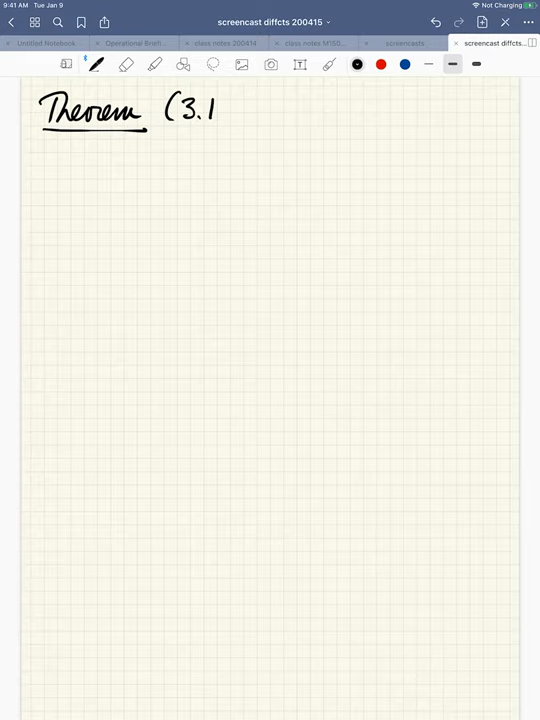 9:41 AM Tue Jan 9 Not Charging
screencast diffcts 200415
Untitled Notebook Operational Briefi... class notes 200414 class notes M150... screencasts screencast diffcts...
T
Theorem (3.1